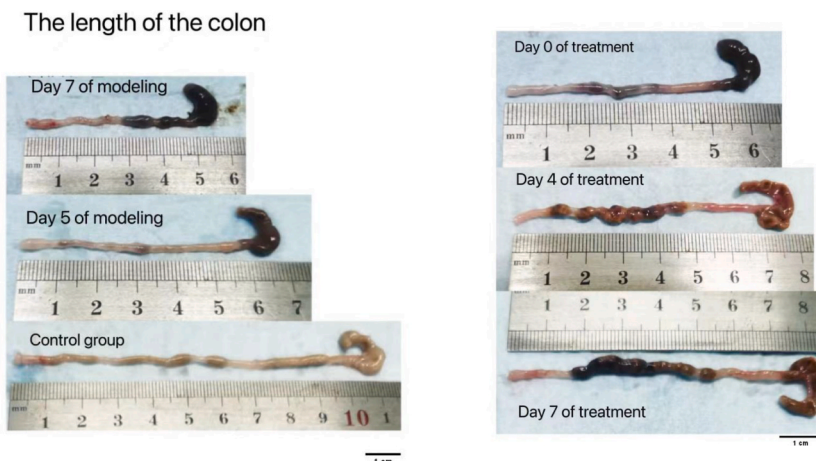 The length of the colon
Day 7 of modeling
mm
1 2 3 4 5 6
Day 5 of modeling
mm
1 2 3 4 5 6 7
Control group
mm
1 2 3 4 5 6 7 8 9 10 1
Day 0 of treatment
mm
1 2 3 4 5 6
Day 4 of treatment
mm
1 2 3 4 5 6 7 8
1 2 3 4 5 6 7 8
Day 7 of treatment
1 cm